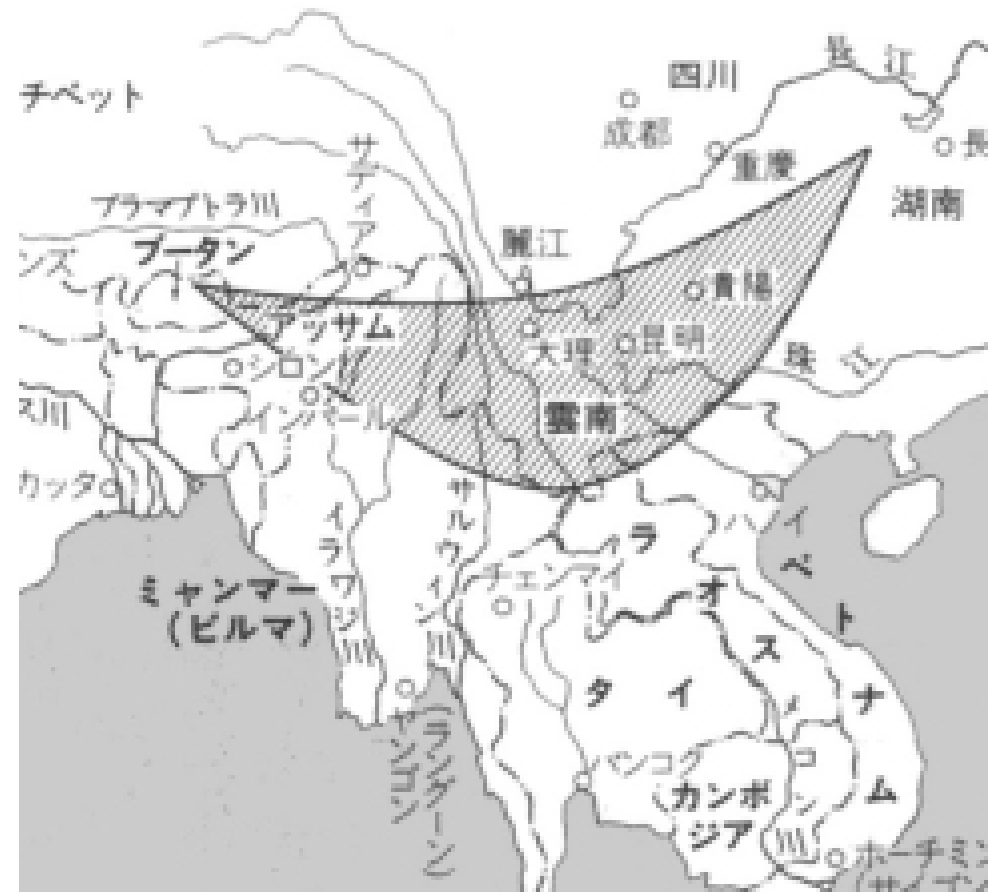 長江
四川
成都
チベット
サディア
重慶
ブラマプトラ川
湖南
麗江
ブータン
貴陽
アッサム
大理
昆明
珠江
インパール
雲南
カッタ
サルウィン川
イラワジ川
ハノイ
ラオス
チェンマイ
ベトナム
ミャンマー
(ビルマ)
タイ
メコン川
ヤンゴン
(ラングーン)
バンコク
カンボ
ジア
ホーチミン